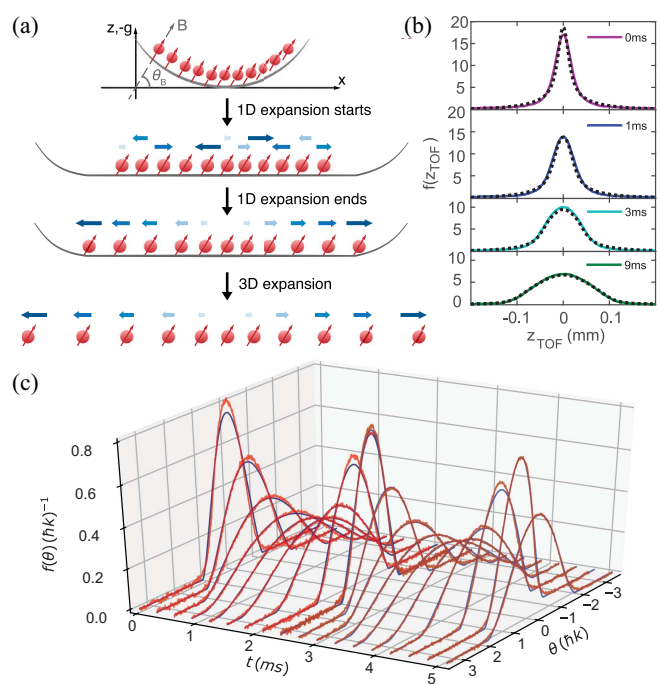 (a)
z,-g
B
θB
x
1D expansion starts
1D expansion ends
3D expansion
(b)
20
15
10
5
0ms
20
15
10
5
1ms
10
5
3ms
10
5
0
9ms
f(zTOF)
-0.1
0
0.1
zTOF (mm)
(c)
0.8
0.6
0.4
0.2
0.0
f(θ) (ħk)⁻¹
0
1
2
3
4
5
t (ms)
3
2
1
0
-1
-2
-3
θ (ħk)